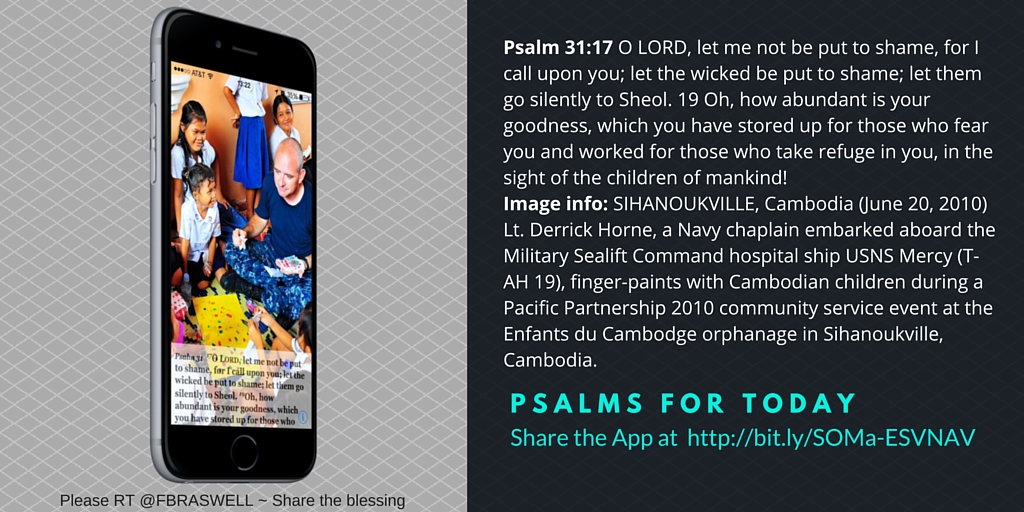 AT&T
13:22
Psalm 31 17O LORD, let me not be put
to shame, for I call upon you; let the
wicked be put to shame; let them go
silently to Sheol. 19Oh, how
abundant is your goodness, which
you have stored up for those who
Please RT @FBRASWELL ~ Share the blessing
Psalm 31:17 O LORD, let me not be put to shame, for I
call upon you; let the wicked be put to shame; let them
go silently to Sheol. 19 Oh, how abundant is your
goodness, which you have stored up for those who fear
you and worked for those who take refuge in you, in the
sight of the children of mankind!
Image info: SIHANOUKVILLE, Cambodia (June 20, 2010)
Lt. Derrick Horne, a Navy chaplain embarked aboard the
Military Sealift Command hospital ship USNS Mercy (T-
AH 19), finger-paints with Cambodian children during a
Pacific Partnership 2010 community service event at the
Enfants du Cambodge orphanage in Sihanoukville,
Cambodia.
PSALMS FOR TODAY
Share the App at http://bit.ly/SOMa-ESVNAV